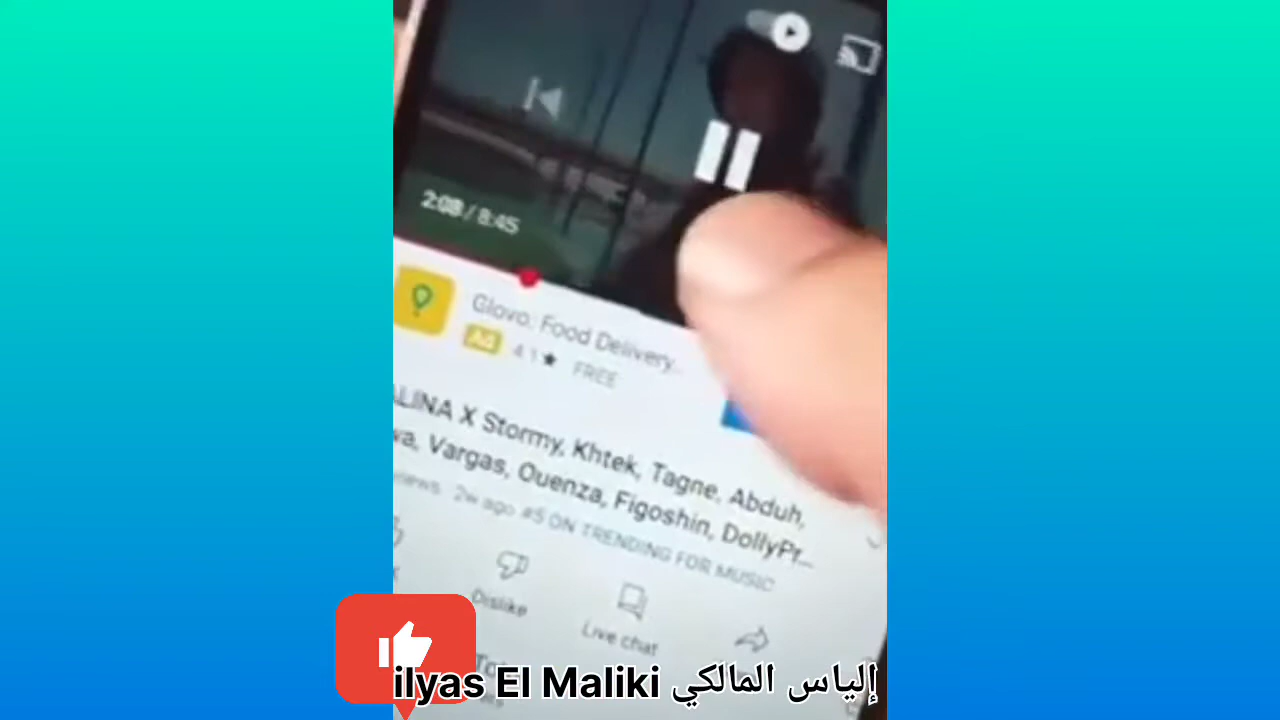 2:08 / 8:45
Glovo: Food Delivery...
Ad 4.1★ FREE
LINA X Stormy, Khtek, Tagne, Abduh,
Vargas, Ouenza, Figoshin, DollyPr...
2w ago #5 ON TRENDING FOR MUSIC
Dislike
Live chat
ilyas El Maliki إلياس المالكي